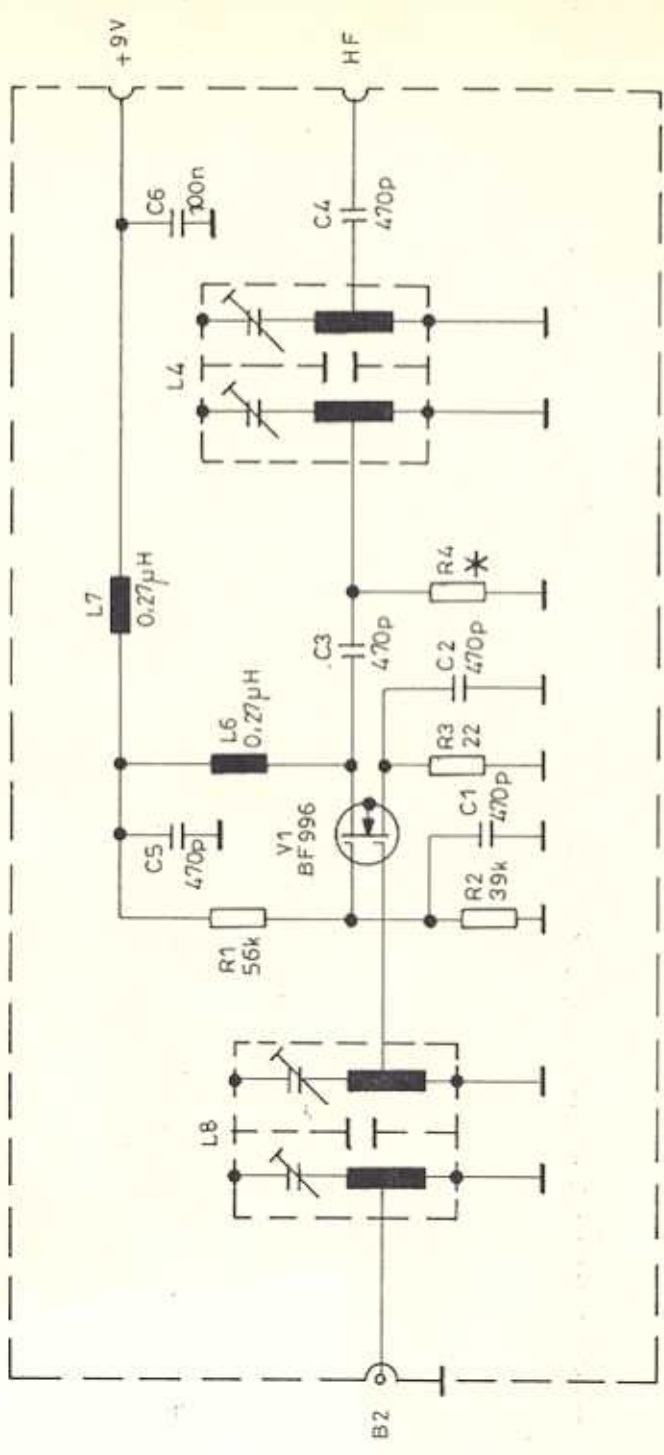 +9V
HF
C6
100n
C4
470p
L4
L7
0,27µH
R4
*
C3
470p
C2
470p
L6
0,27µH
R3
22
C1
470p
V1
BF996
C5
470p
R2
39k
R1
56k
L8
B2